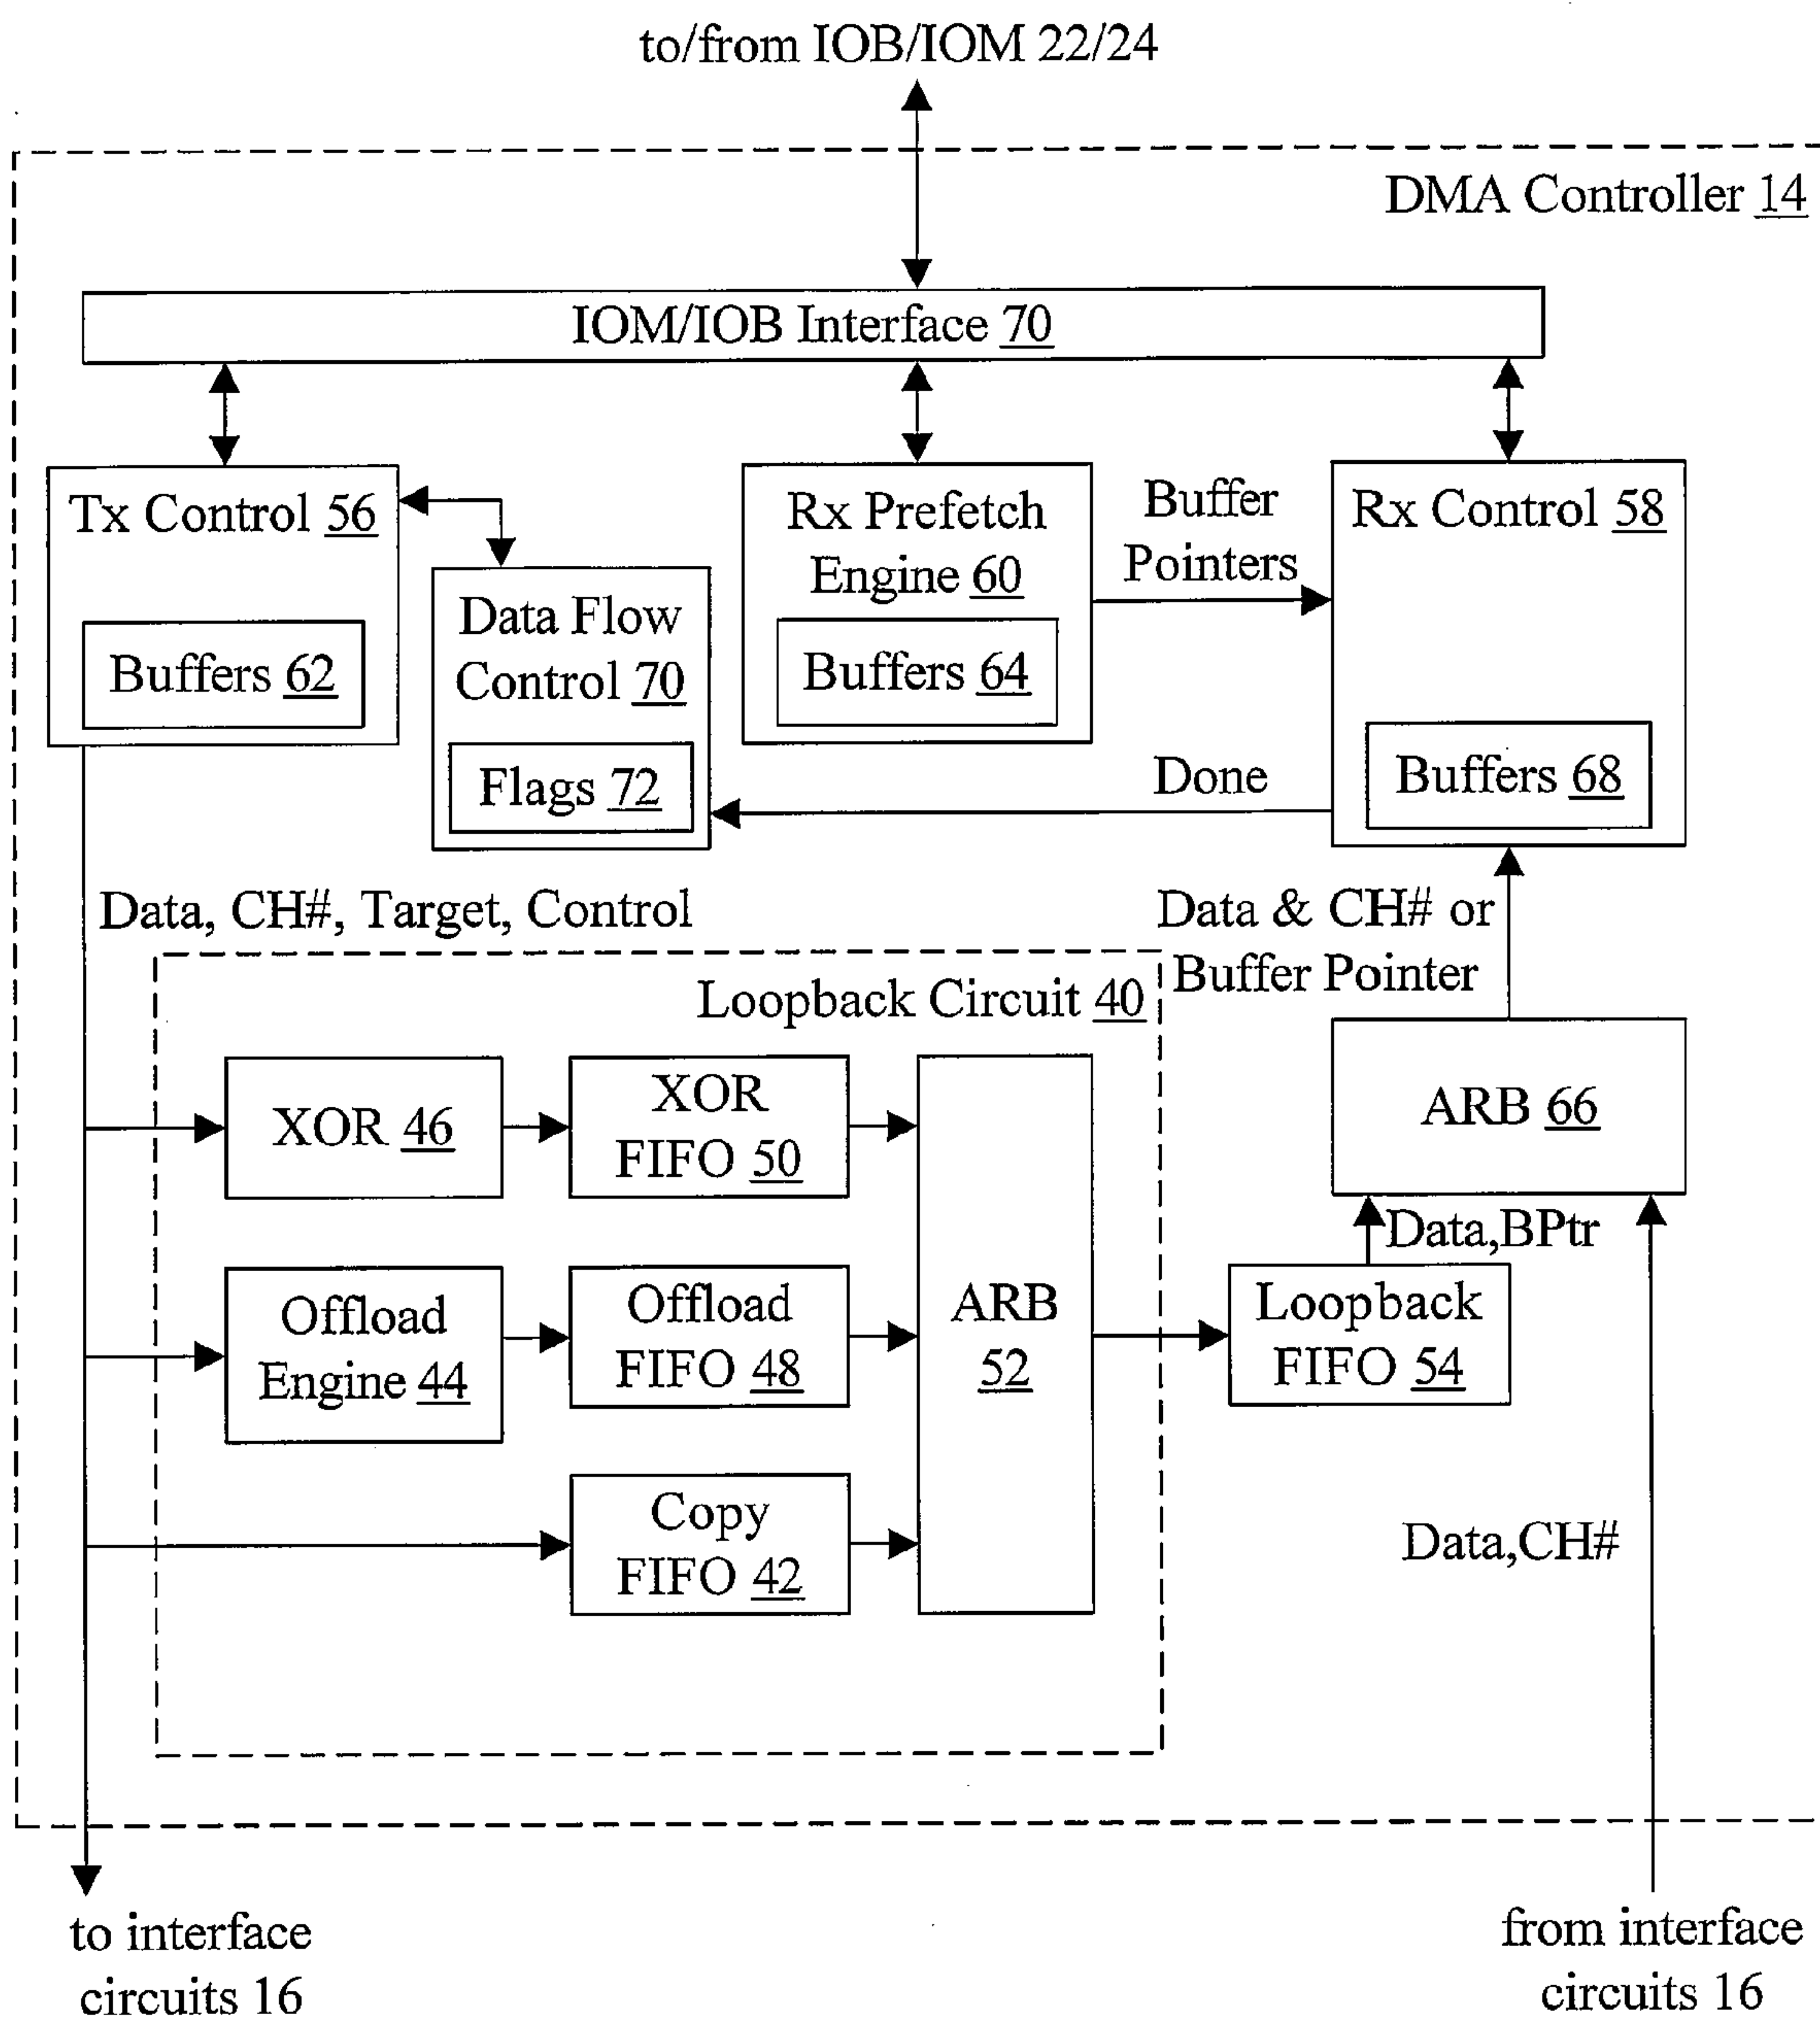 to/from IOB/IOM 22/24
DMA Controller 14
IOM/IOB Interface 70
Tx Control 56
Buffers 62
Data Flow
Control 70
Flags 72
Rx Prefetch
Engine 60
Buffers 64
Buffer
Pointers
Rx Control 58
Buffers 68
Done
Data, CH#, Target, Control
Data & CH# or
Buffer Pointer
Loopback Circuit 40
XOR 46
XOR
FIFO 50
ARB 66
Data,BPtr
Offload
Engine 44
Offload
FIFO 48
ARB
52
Loopback
FIFO 54
Copy
FIFO 42
Data,CH#
to interface
circuits 16
from interface
circuits 16